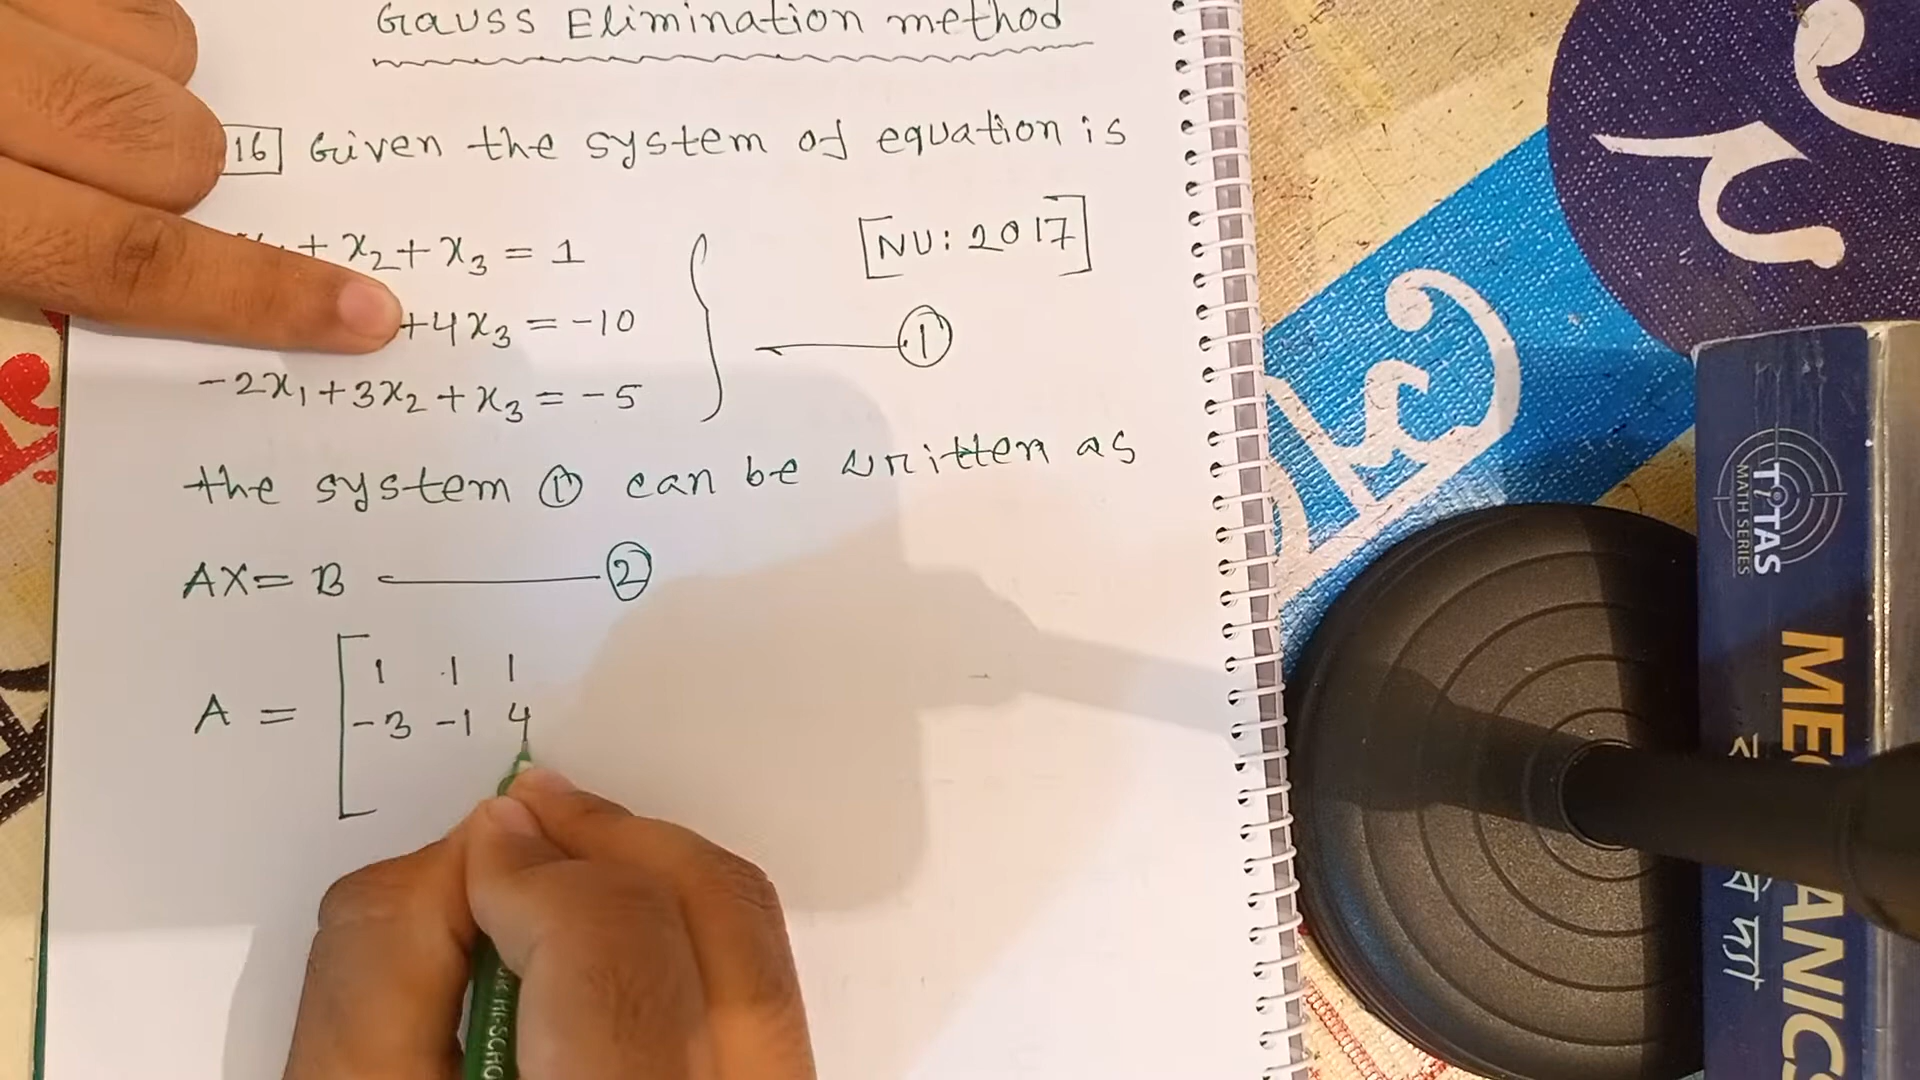 Gauss Elimination method
16 Given the system of equation is
+ x₂ + x₃ = 1
[NU: 2017]
+4x₃ = -10
①
-2x₁+3x₂+x₃ = -5
the system ① can be written as
AX = B ②
A = [ 1 1 1
-3 -1 4
TITAS
MATH SERIES